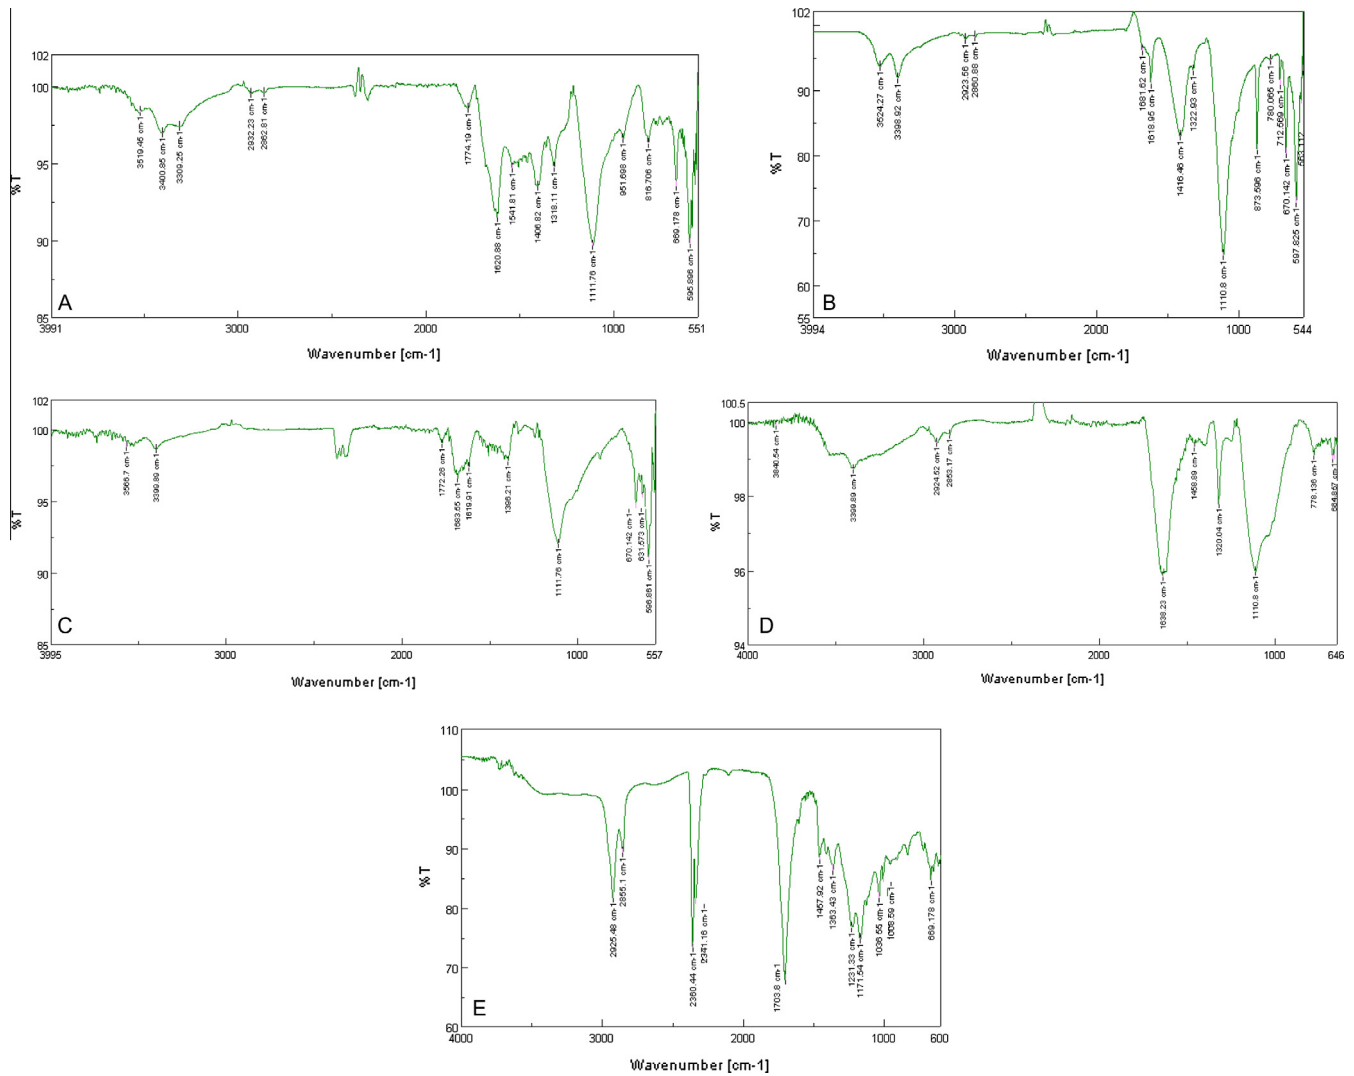 102
100
95
90
85
% T
3519.46 cm-1
3400.85 cm-1
3309.25 cm-1
2932.23 cm-1
2862.81 cm-1
1774.19 cm-1
1620.88 cm-1
1541.81 cm-1
1406.82 cm-1
1318.11 cm-1
1111.76 cm-1
951.698 cm-1
816.706 cm-1
669.178 cm-1
595.896 cm-1
A
3991
3000
2000
1000
551
Wavenumber [cm-1]
102
90
80
70
60
55
% T
3524.27 cm-1
3398.92 cm-1
2923.56 cm-1
2860.88 cm-1
1681.62 cm-1
1618.95 cm-1
1416.46 cm-1
1322.93 cm-1
1110.8 cm-1
873.596 cm-1
780.065 cm-1
712.569 cm-1
670.142 cm-1
597.825 cm-1
B
3994
3000
2000
1000
544
Wavenumber [cm-1]
102
100
95
90
85
% T
3566.7 cm-1
3399.89 cm-1
1772.26 cm-1
1683.55 cm-1
1619.91 cm-1
1396.21 cm-1
1111.76 cm-1
670.142 cm-1
631.573 cm-1
596.861 cm-1
C
3995
3000
2000
1000
557
Wavenumber [cm-1]
100.5
100
98
96
94
% T
3840.54 cm-1
3399.89 cm-1
2924.52 cm-1
2853.17 cm-1
1638.23 cm-1
1458.89 cm-1
1320.04 cm-1
1110.8 cm-1
778.136 cm-1
664.857 cm-1
D
4000
3000
2000
1000
646
Wavenumber [cm-1]
110
100
90
80
70
60
% T
2925.48 cm-1
2855.1 cm-1
2360.44 cm-1
2341.16 cm-1
1703.8 cm-1
1457.92 cm-1
1363.43 cm-1
1231.33 cm-1
1171.54 cm-1
1036.55 cm-1
1008.59 cm-1
669.178 cm-1
E
4000
3000
2000
1000
600
Wavenumber [cm-1]